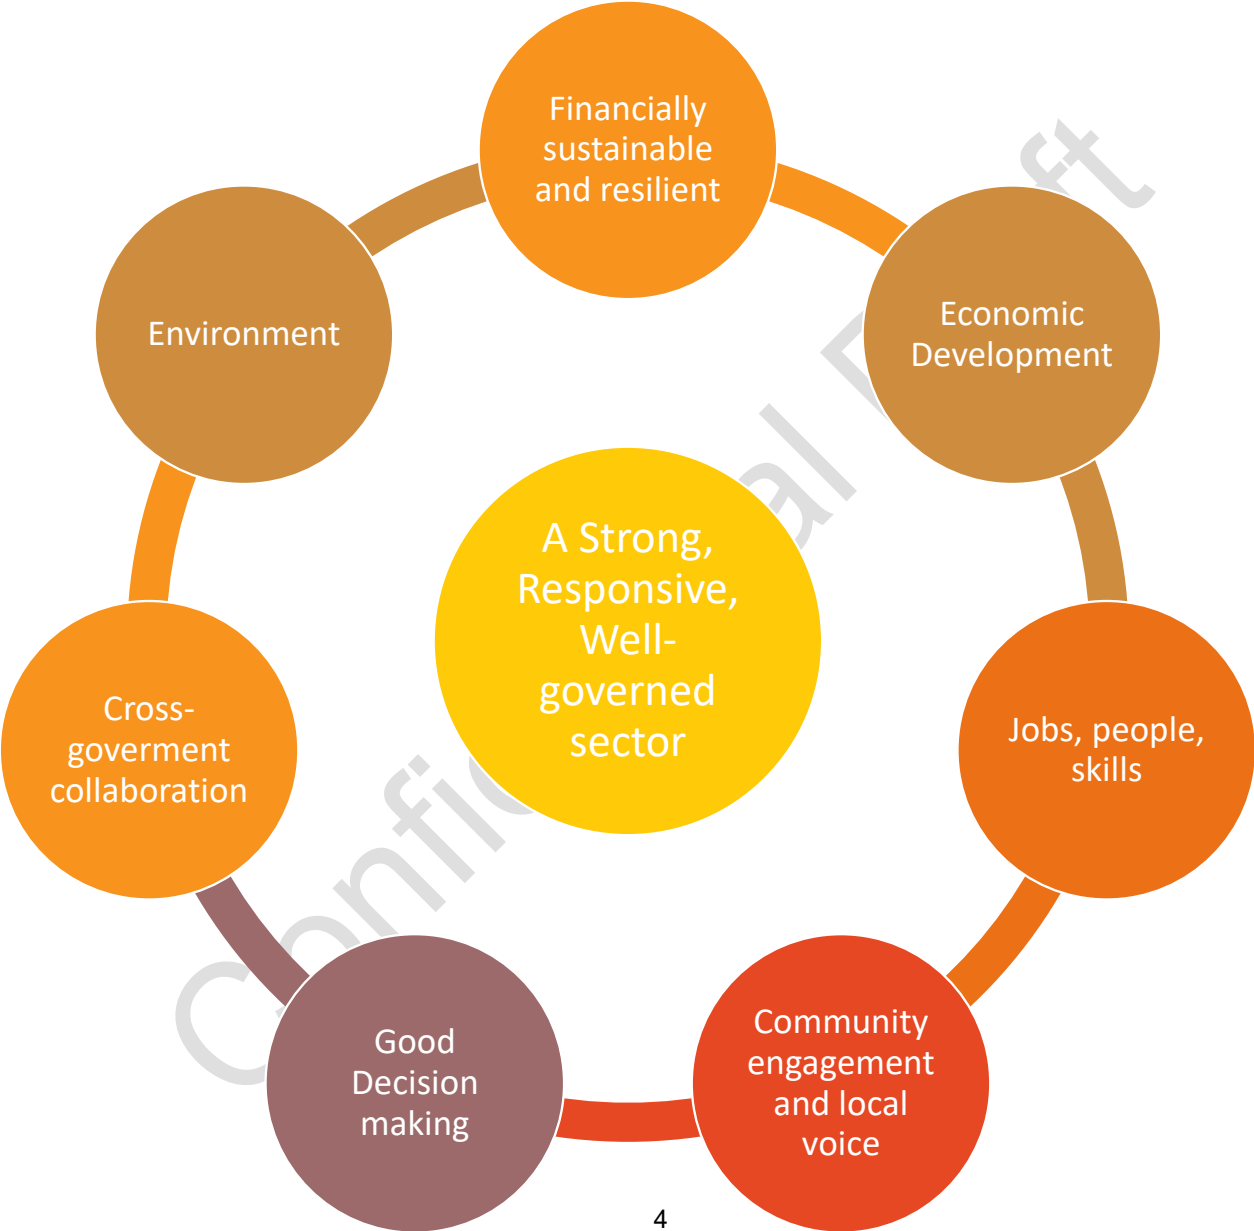 Financially
sustainable
and resilient
Economic
Development
Jobs, people,
skills
Community
engagement
and local
voice
Good
Decision
making
Cross-
goverment
collaboration
Environment
A Strong,
Responsive,
Well-
governed
sector
4